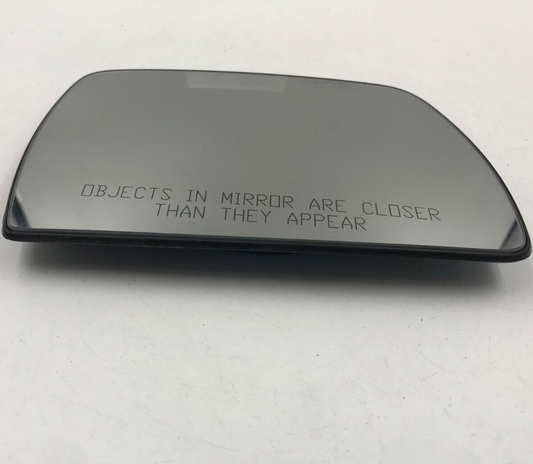 OBJECTS IN MIRROR ARE CLOSER
THAN THEY APPEAR